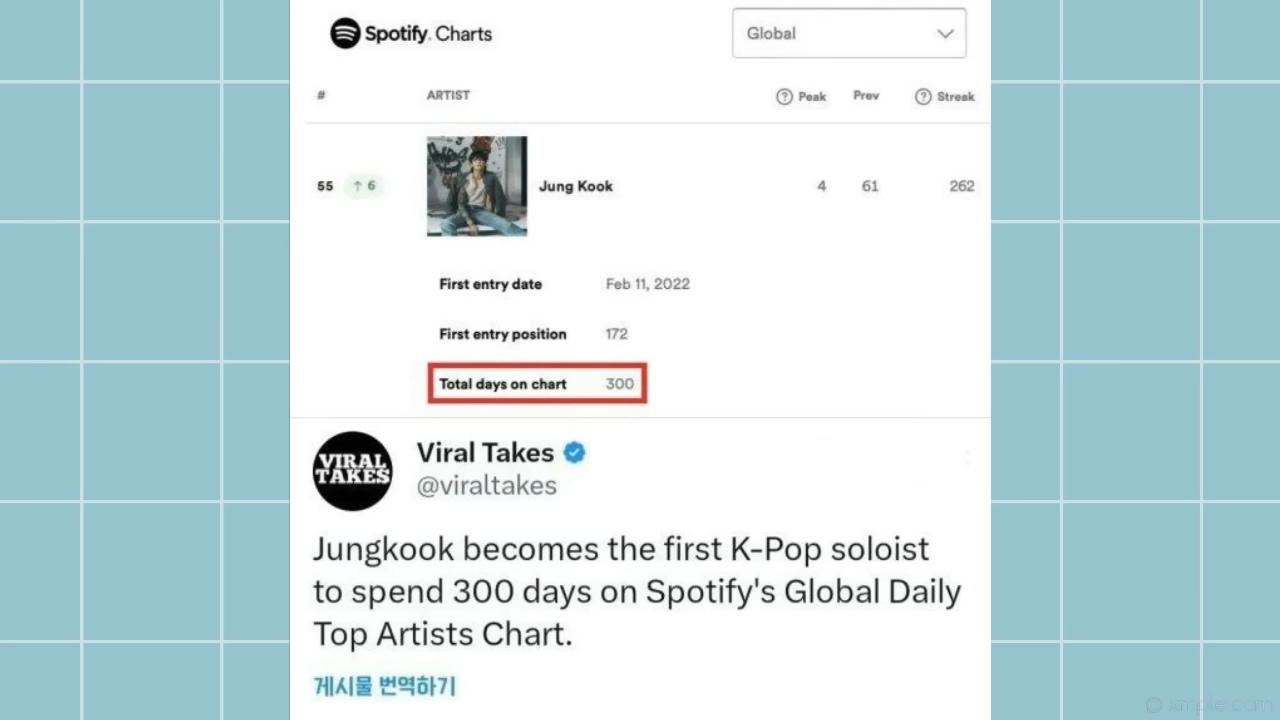 Spotify. Charts
Global
# ARTIST Peak Prev Streak
55 ↑ 6 Jung Kook 4 61 262
First entry date Feb 11, 2022
First entry position 172
Total days on chart 300
VIRAL
TAKES
Viral Takes
@viraltakes
Jungkook becomes the first K-Pop soloist
to spend 300 days on Spotify's Global Daily
Top Artists Chart.
게시물 번역하기